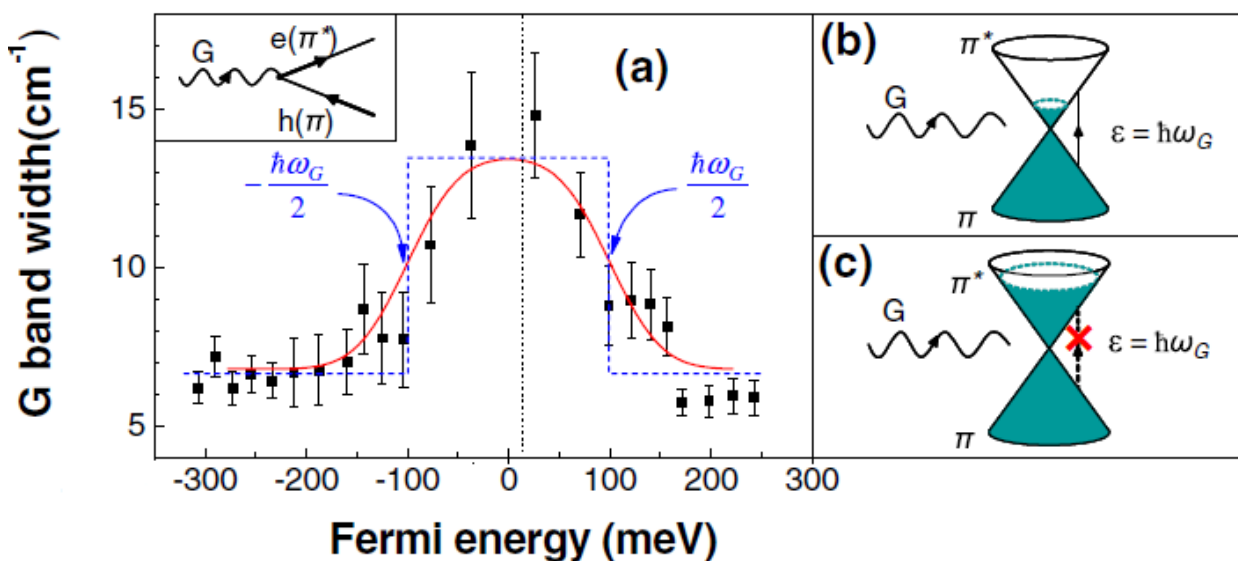 G band width(cm⁻¹)
15
10
5
G
e(π*)
h(π)
(a)
-ħω_G/2
ħω_G/2
-300 -200 -100 0 100 200 300
Fermi energy (meV)
(b)
π*
G
ε = ħω_G
π
(c)
π*
G
ε = ħω_G
π